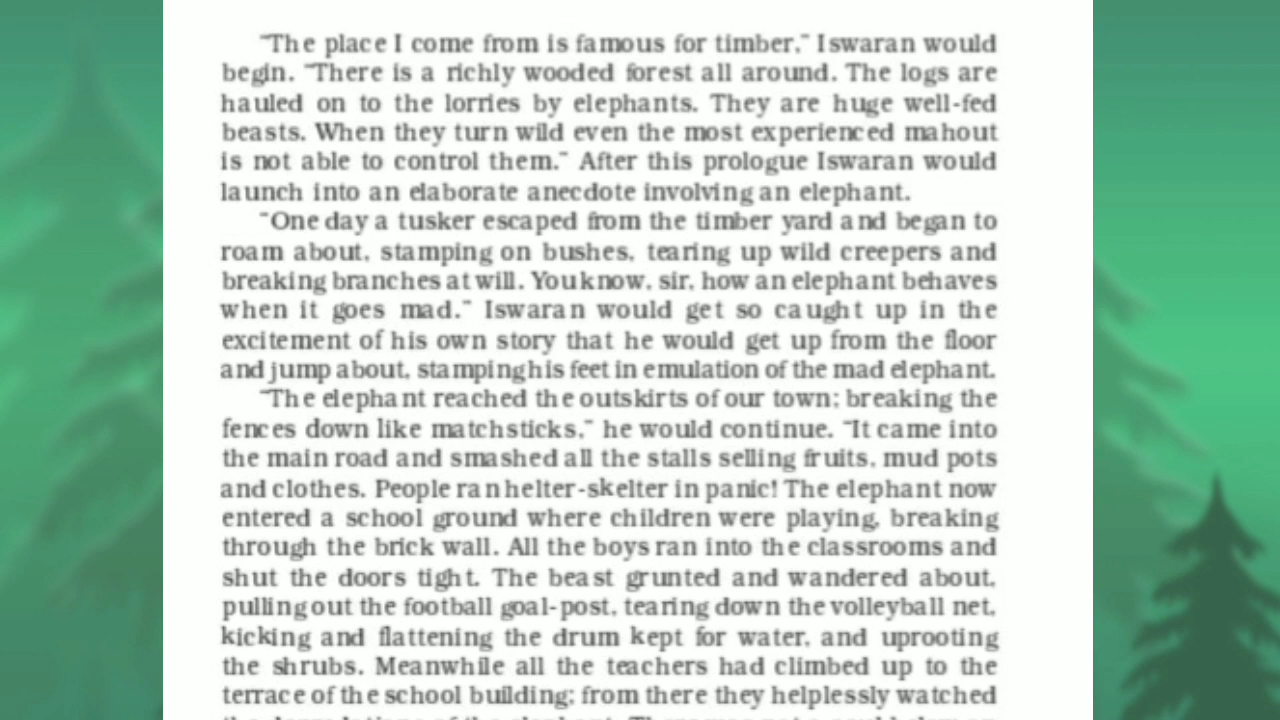 "The place I come from is famous for timber," Iswaran would
begin. "There is a richly wooded forest all around. The logs are
hauled on to the lorries by elephants. They are huge well-fed
beasts. When they turn wild even the most experienced mahout
is not able to control them." After this prologue Iswaran would
launch into an elaborate anecdote involving an elephant.
"One day a tusker escaped from the timber yard and began to
roam about, stamping on bushes, tearing up wild creepers and
breaking branches at will. You know, sir, how an elephant behaves
when it goes mad." Iswaran would get so caught up in the
excitement of his own story that he would get up from the floor
and jump about, stamping his feet in emulation of the mad elephant.
"The elephant reached the outskirts of our town; breaking the
fences down like matchsticks," he would continue. "It came into
the main road and smashed all the stalls selling fruits, mud pots
and clothes. People ran helter-skelter in panic! The elephant now
entered a school ground where children were playing, breaking
through the brick wall. All the boys ran into the classrooms and
shut the doors tight. The beast grunted and wandered about,
pulling out the football goal-post, tearing down the volleyball net,
kicking and flattening the drum kept for water, and uprooting
the shrubs. Meanwhile all the teachers had climbed up to the
terrace of the school building; from there they helplessly watched